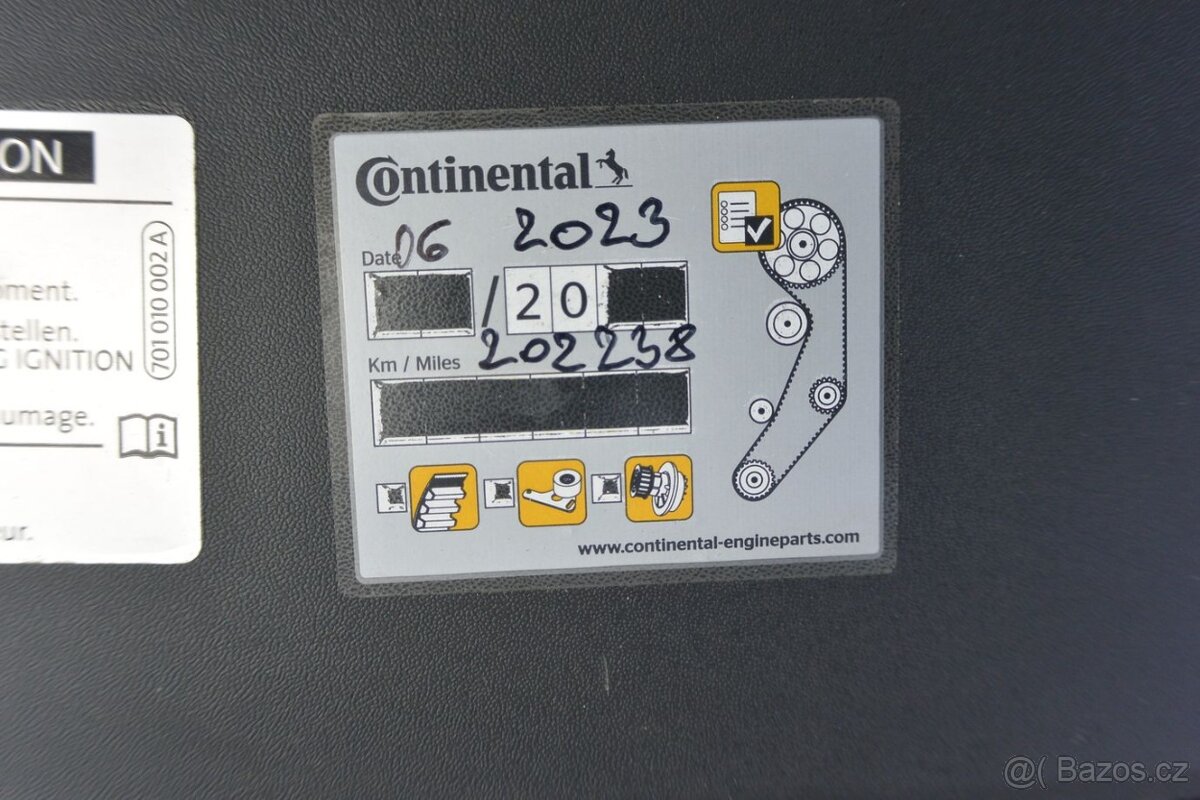 ON
701 010 002 A
oment.
tellen.
G IGNITION
umage.
eur.
Continental
06 2023
Date
/20
202238
Km / Miles
www.continental-engineparts.com
@( Bazos.cz